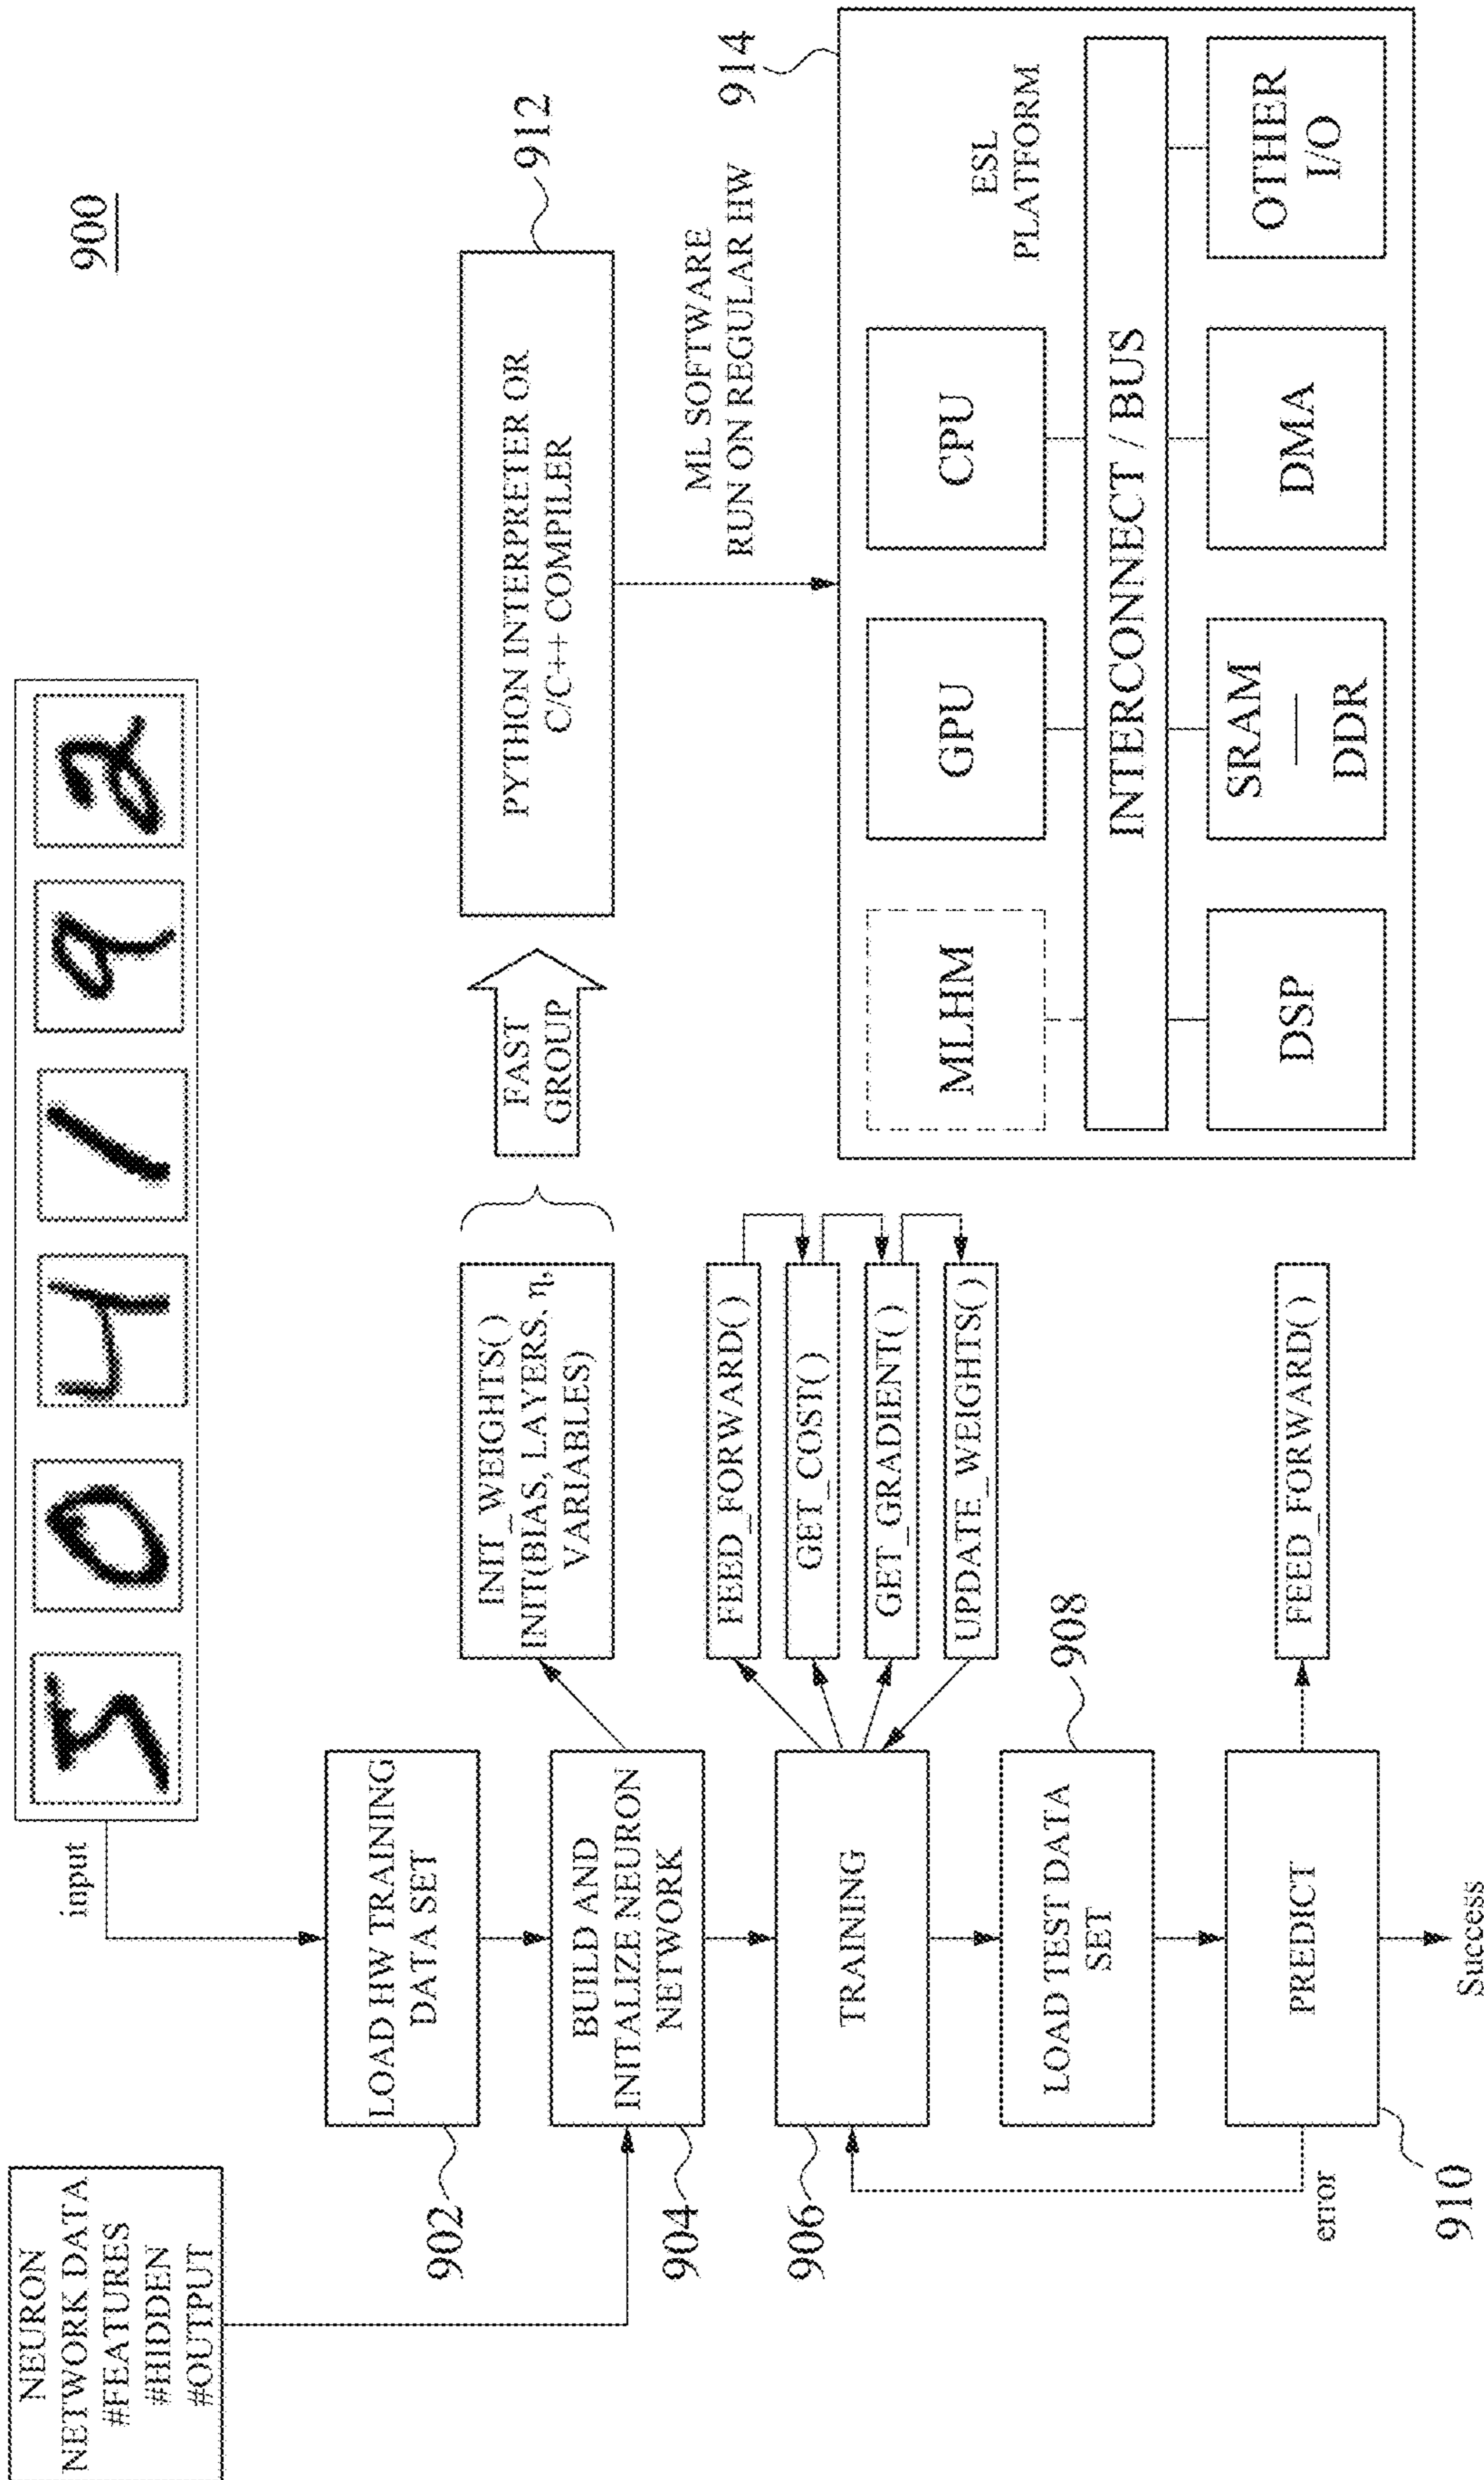 900
NEURON
NETWORK DATA
#FEATURES
#HIDDEN
#OUTPUT
input
5 0 4 1 9 2
902
LOAD HW TRAINING
DATA SET
904
BUILD AND
INITALIZE NEURON
NETWORK
INIT_WEIGHTS( )
INIT(BIAS, LAYERS, η,
VARIABLES)
FAST
GROUP
PYTHON INTERPRETER OR
C/C++ COMPILER
912
906
TRAINING
FEED_FORWARD( )
GET_COST( )
GET_GRADIENT( )
UPDATE_WEIGHTS( )
ML SOFTWARE
RUN ON REGULAR HW
914
908
LOAD TEST DATA
SET
error
910
PREDICT
FEED_FORWARD( )
Success
MLHM
GPU
CPU
ESL
PLATFORM
INTERCONNECT / BUS
DSP
SRAM
DDR
DMA
OTHER
I/O